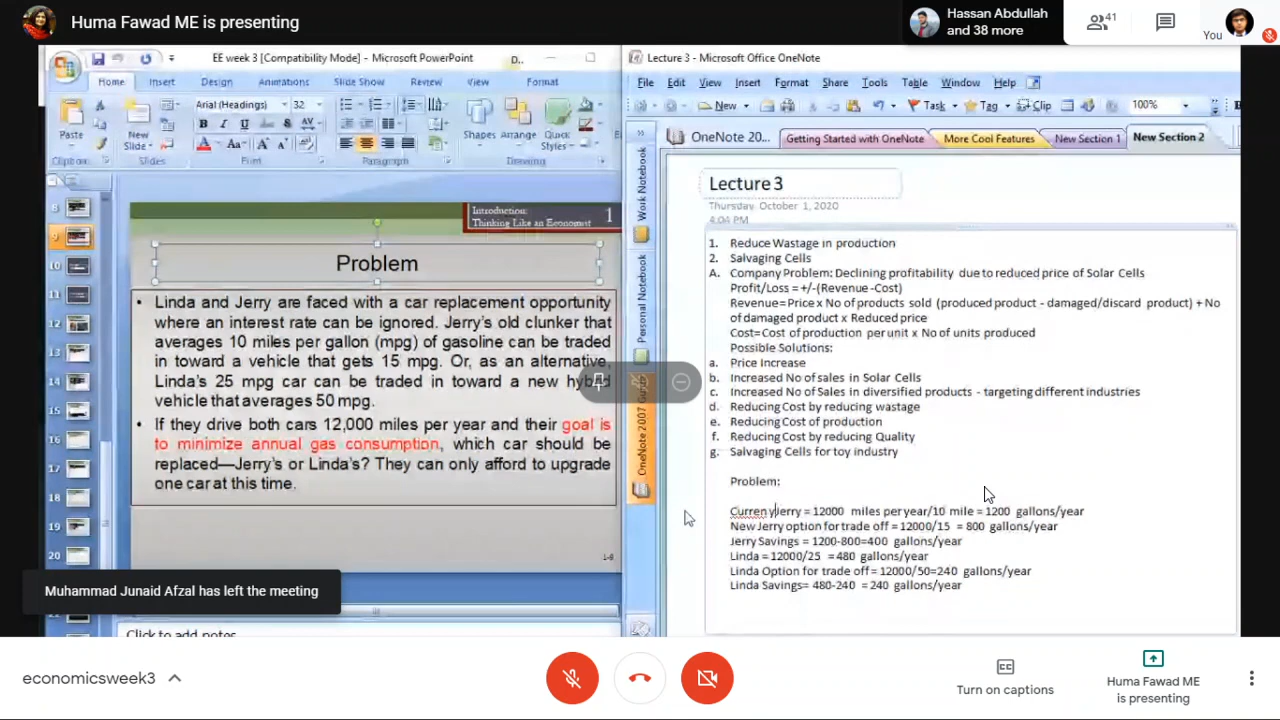 Huma Fawad ME is presenting
Hassan Abdullah
and 38 more
41
You
EE week 3 [Compatibility Mode] - Microsoft PowerPoint
D..
Home Insert Design Slide Show Review View Format
Arial (Headings) 32
Paste
New
Slide
Shapes Arrange Quick
Styles
B I U S
Aa A
Clipboa... Slides Font Paragraph Drawing
8
9
10
11
12
13
14
15
16
17
18
19
20
Introduction:
Thinking Like an Economist 1
Problem
• Linda and Jerry are faced with a car replacement opportunity
where an interest rate can be ignored. Jerry's old clunker that
averages 10 miles per gallon (mpg) of gasoline can be traded
in toward a vehicle that gets 15 mpg. Or, as an alternative,
Linda's 25 mpg car can be traded in toward a new hybrid
vehicle that averages 50 mpg.
• If they drive both cars 12,000 miles per year and their goal is
to minimize annual gas consumption, which car should be
replaced—Jerry's or Linda's? They can only afford to upgrade
one car at this time.
Click to add notes
Lecture 3 - Microsoft Office OneNote
File Edit View Insert Format Share Tools Table Window Help
New Task Tag Clip 100%
OneNote 20... Getting Started with OneNote More Cool Features New Section 1 New Section 2
Work Notebook
Personal Notebook
Lecture 3
Thursday, October 1, 2020
4:04 PM
1. Reduce Wastage in production
2. Salvaging Cells
A. Company Problem: Declining profitability due to reduced price of Solar Cells
Profit/Loss = +/-(Revenue -Cost)
Revenue= Price x No of products sold (produced product - damaged/discard product) + No
of damaged product x Reduced price
Cost=Cost of production per unit x No of units produced
Possible Solutions:
a. Price Increase
b. Increased No of sales in Solar Cells
c. Increased No of Sales in diversified products - targeting different industries
d. Reducing Cost by reducing wastage
e. Reducing Cost of production
f. Reducing Cost by reducing Quality
g. Salvaging Cells for toy industry
Problem:
CurrenyJerry = 12000 miles per year/10 mile = 1200 gallons/year
New Jerry option for trade off = 12000/15 = 800 gallons/year
Jerry Savings = 1200-800=400 gallons/year
Linda = 12000/25 = 480 gallons/year
Linda Option for trade off = 12000/50=240 gallons/year
Linda Savings= 480-240 = 240 gallons/year
Muhammad Junaid Afzal has left the meeting
economicsweek3
Turn on captions
Huma Fawad ME
is presenting